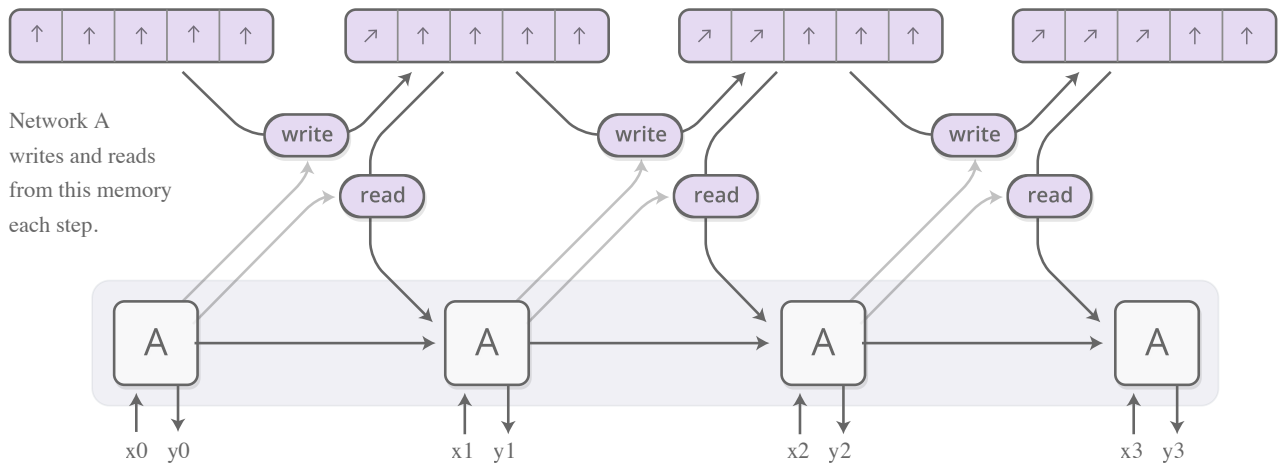 Network A
writes and reads
from this memory
each step.
write
write
write
read
read
read
A
A
A
A
x0 y0
x1 y1
x2 y2
x3 y3